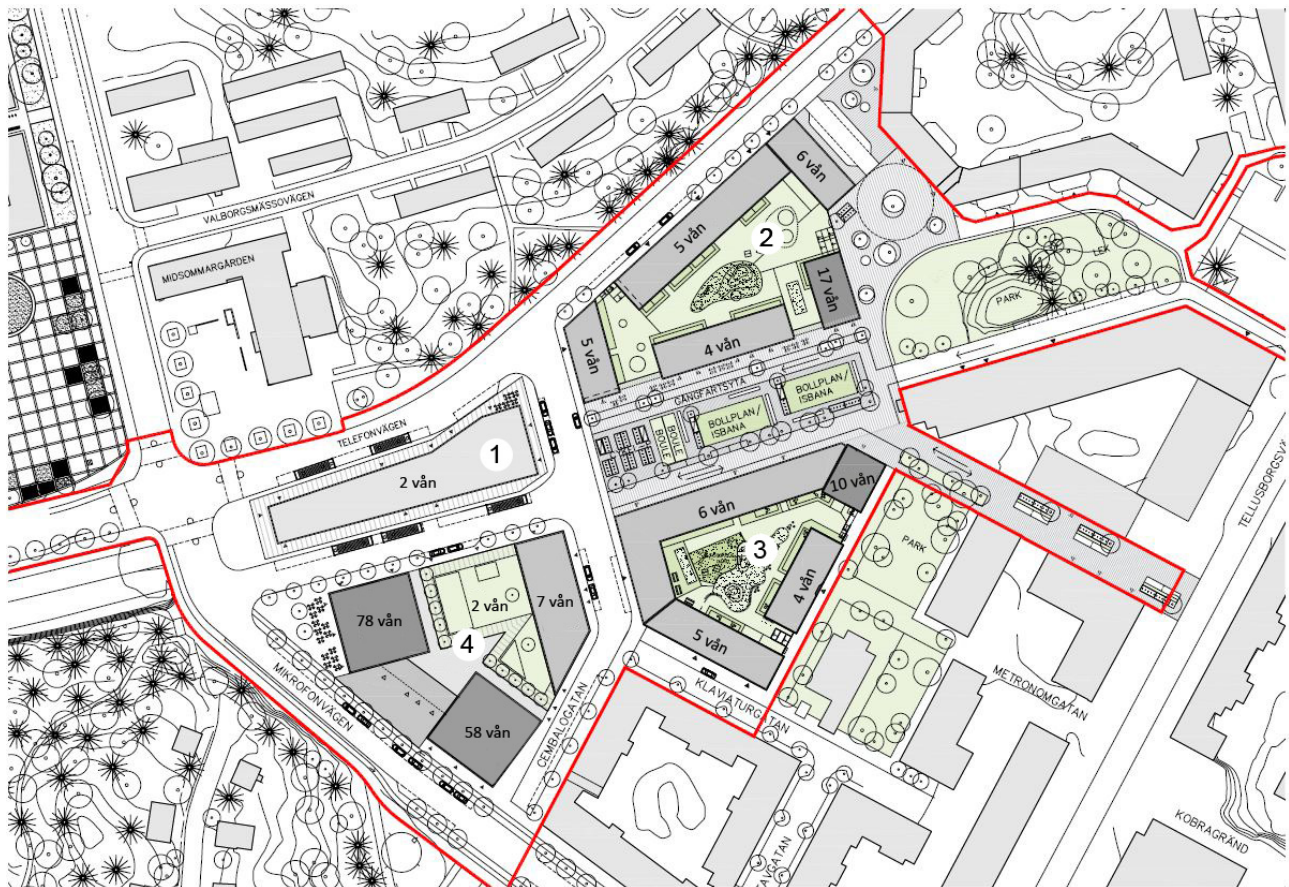 VALBORGSMÄSSOVÄGEN
MIDSOMMARGÅRDEN
6 vån
5 vån
2
17 vån
LEK
PARK
5 vån
4 vån
GÅNGFARTSYTA
BOLLPLAN/
ISBANA
BOLLPLAN/
ISBANA
BOULE
BOULE
TELEFONVÄGEN
1
2 vån
10 vån
6 vån
3
PARK
4 vån
5 vån
TELLUSBORGSVÄ
78 vån
2 vån
7 vån
4
58 vån
MIKROFONVÄGEN
CEMBALOGATAN
KLAVIATURGATAN
METRONOMGATAN
KOBRAGRÄND
TAVGATAN